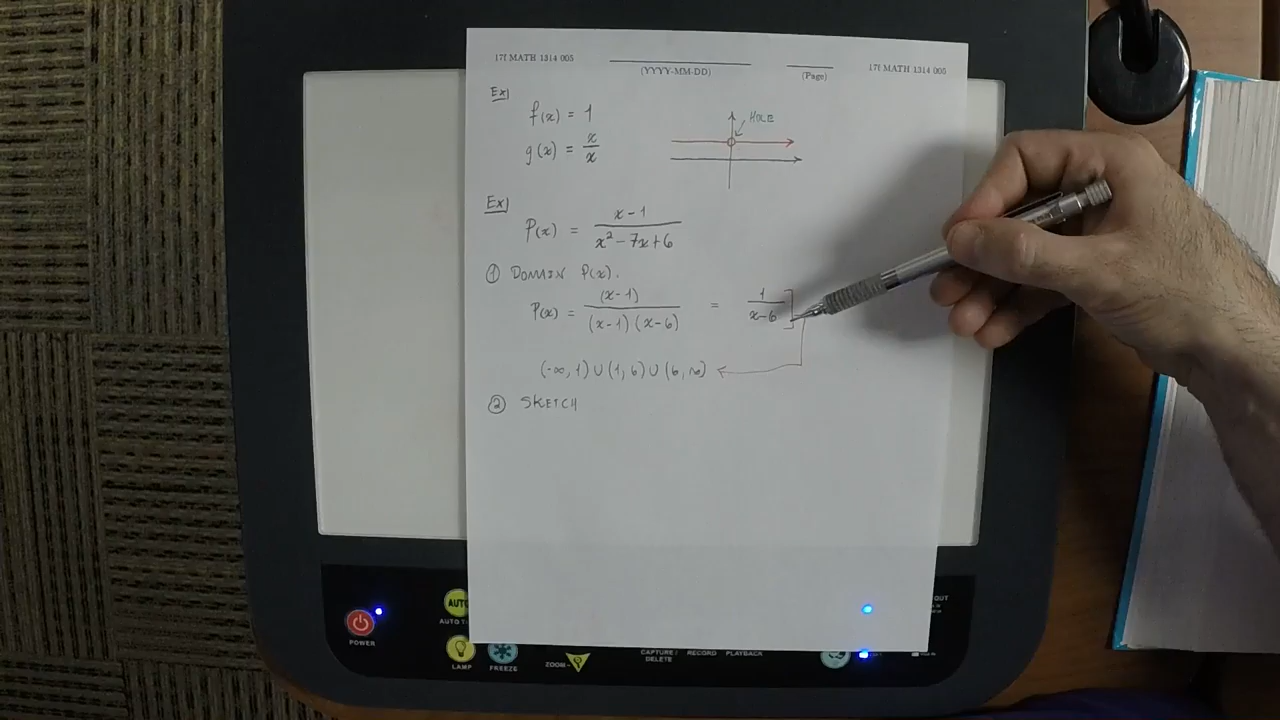 17f MATH 1314 005 (YYYY-MM-DD) (Page) 17f MATH 1314 005
Ex)
f(x) = 1
HOLE
g(x) = x/x
Ex)
P(x) = (x-1)/(x² - 7x + 6)
① DOMAIN P(x).
P(x) = (x-1)/((x-1)(x-6)) = 1/(x-6) ]
(-∞, 1) ∪ (1, 6) ∪ (6, ∞) ←
② SKETCH
POWER
AUTO
LAMP
FREEZE
ZOOM
CAPTURE / DELETE
RECORD
PLAYBACK